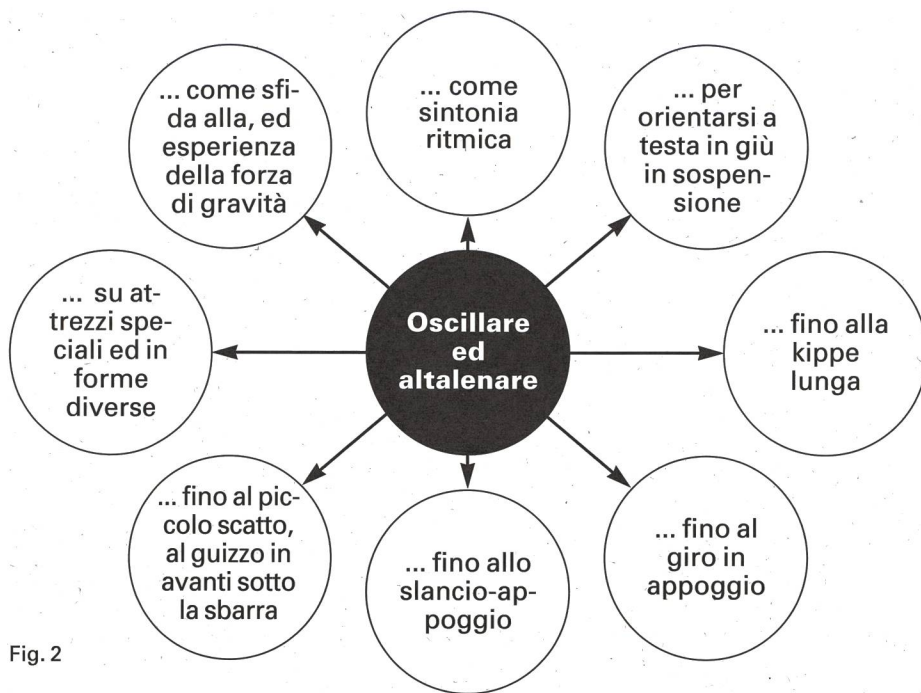 ... come sfi-
da alla, ed
esperienza
della forza
di gravità
... come
sintonia
ritmica
... per
orientarsi a
testa in giù
in sospen-
sione
... su at-
trezzi spe-
ciali ed in
forme
diverse
Oscillare
ed
altalenare
... fino alla
kippe
lunga
... fino al pic-
colo scatto,
al guizzo in
avanti sotto
la sbarra
... fino allo
slancio-ap-
poggio
... fino al
giro in
appoggio
Fig. 2